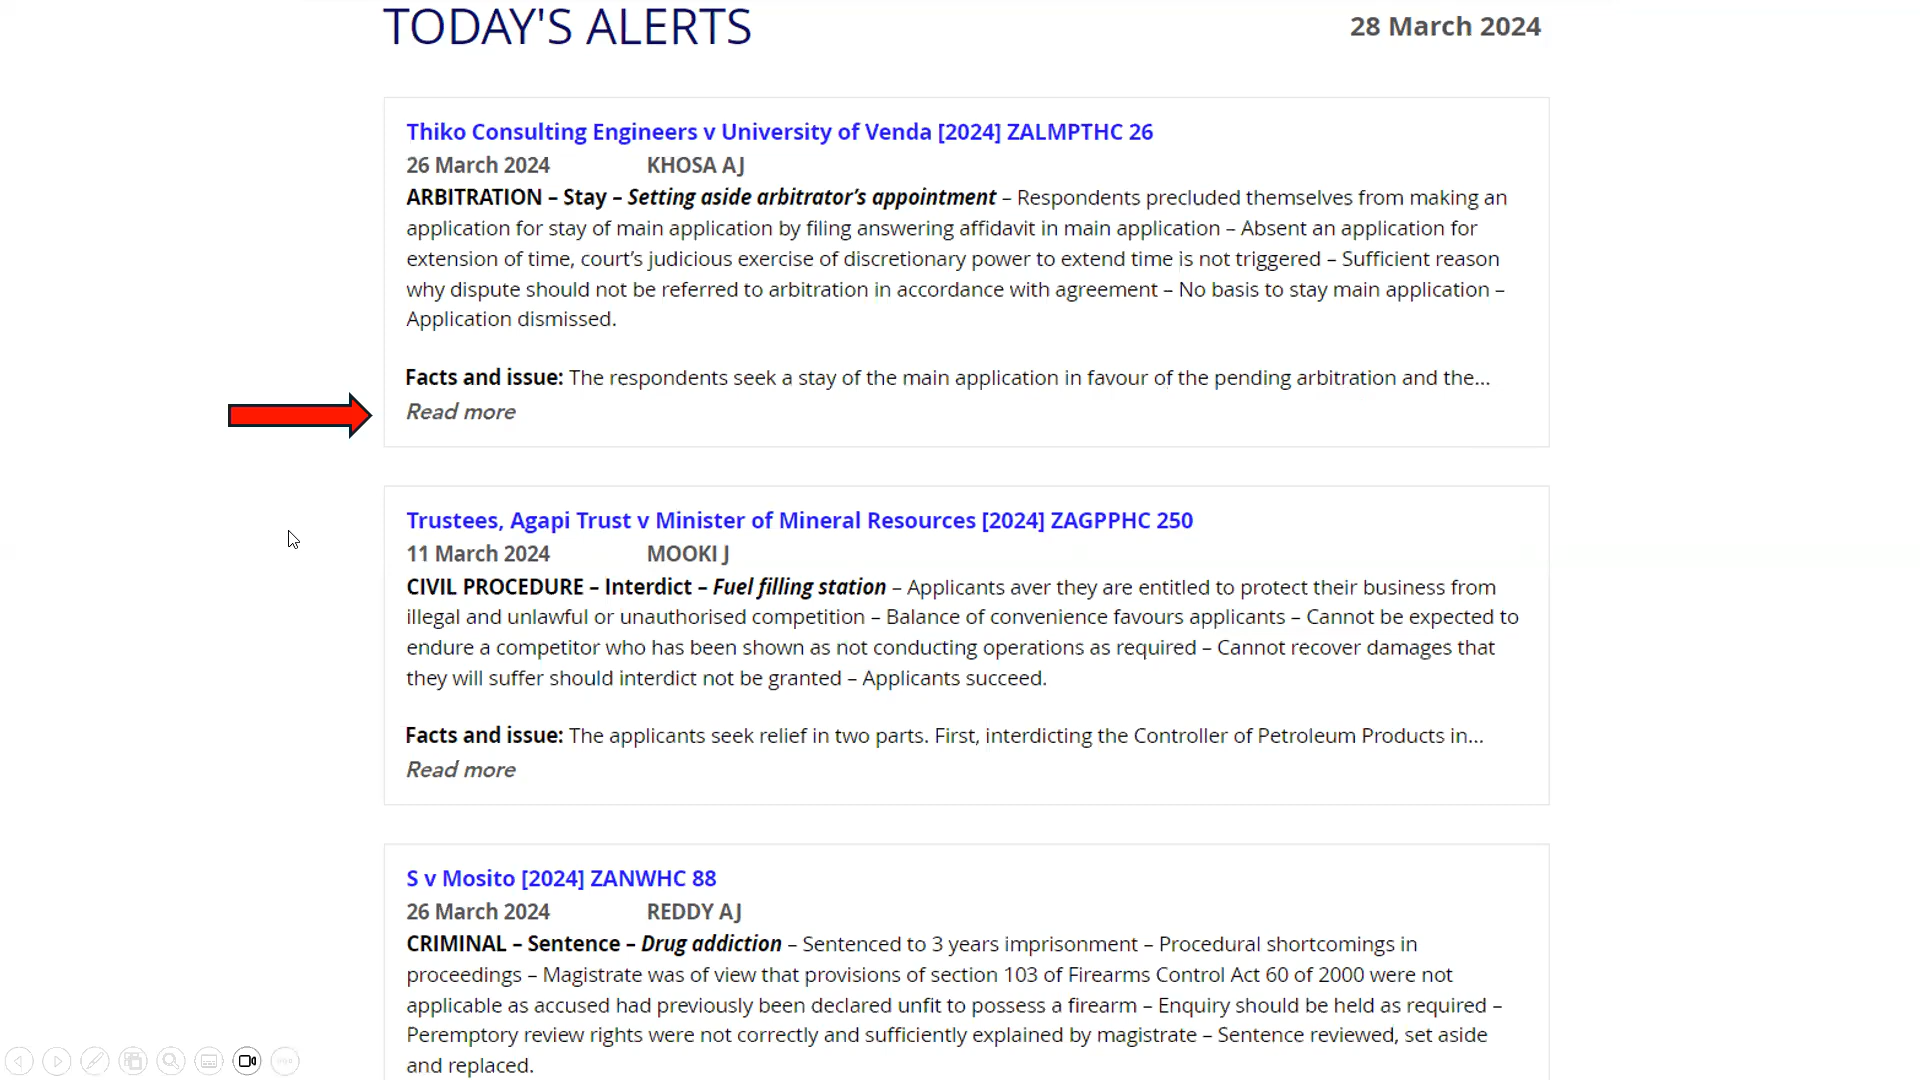 TODAY'S ALERTS
28 March 2024
Thiko Consulting Engineers v University of Venda [2024] ZALMPTHC 26
26 March 2024 KHOSA AJ
ARBITRATION – Stay – Setting aside arbitrator’s appointment – Respondents precluded themselves from making an
application for stay of main application by filing answering affidavit in main application – Absent an application for
extension of time, court’s judicious exercise of discretionary power to extend time is not triggered – Sufficient reason
why dispute should not be referred to arbitration in accordance with agreement – No basis to stay main application –
Application dismissed.
Facts and issue: The respondents seek a stay of the main application in favour of the pending arbitration and the...
Read more
Trustees, Agapi Trust v Minister of Mineral Resources [2024] ZAGPPHC 250
11 March 2024 MOOKI J
CIVIL PROCEDURE – Interdict – Fuel filling station – Applicants aver they are entitled to protect their business from
illegal and unlawful or unauthorised competition – Balance of convenience favours applicants – Cannot be expected to
endure a competitor who has been shown as not conducting operations as required – Cannot recover damages that
they will suffer should interdict not be granted – Applicants succeed.
Facts and issue: The applicants seek relief in two parts. First, interdicting the Controller of Petroleum Products in...
Read more
S v Mosito [2024] ZANWHC 88
26 March 2024 REDDY AJ
CRIMINAL – Sentence – Drug addiction – Sentenced to 3 years imprisonment – Procedural shortcomings in
proceedings – Magistrate was of view that provisions of section 103 of Firearms Control Act 60 of 2000 were not
applicable as accused had previously been declared unfit to possess a firearm – Enquiry should be held as required –
Peremptory review rights were not correctly and sufficiently explained by magistrate – Sentence reviewed, set aside
and replaced.